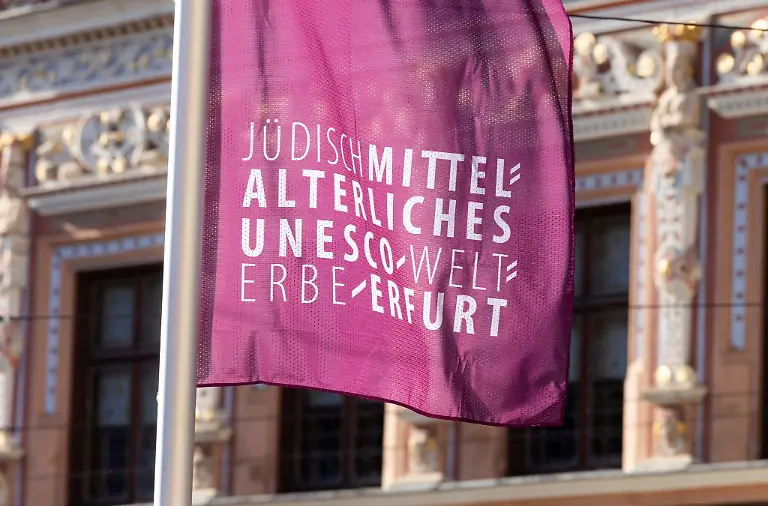 JÜDISCHMITTEL=
ALTERLICHES
UNESCO-WELT=
ERBE-ERFURT